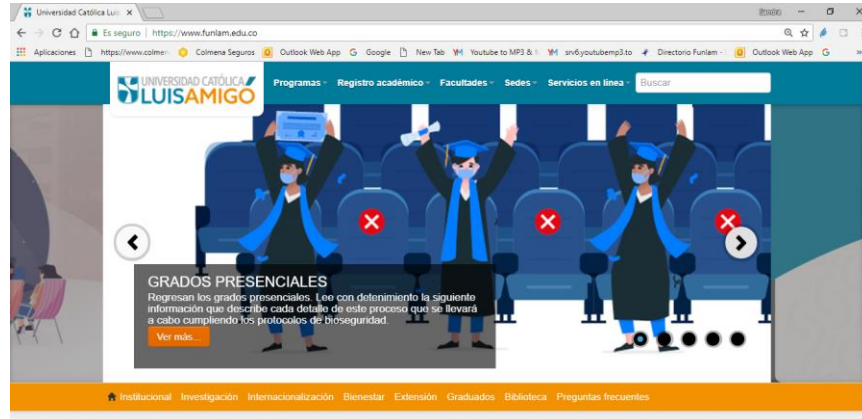 Universidad Católica Luis
Es seguro | https://www.funlam.edu.co
Aplicaciones https://www.colmen Colmena Seguros Outlook Web App Google New Tab Youtube to MP3 & srv6.youtubemp3.to Directorio Funlam - Outlook Web App
UNIVERSIDAD CATÓLICA
LUISAMIGÓ
Programas Registro académico Facultades Sedes Servicios en línea Buscar
GRADOS PRESENCIALES
Regresan los grados presenciales. Lee con detenimiento la siguiente
información que describe cada detalle de este proceso que se llevará
a cabo cumpliendo los protocolos de bioseguridad.
Ver más...
Institucional Investigación Internacionalización Bienestar Extensión Graduados Biblioteca Preguntas frecuentes